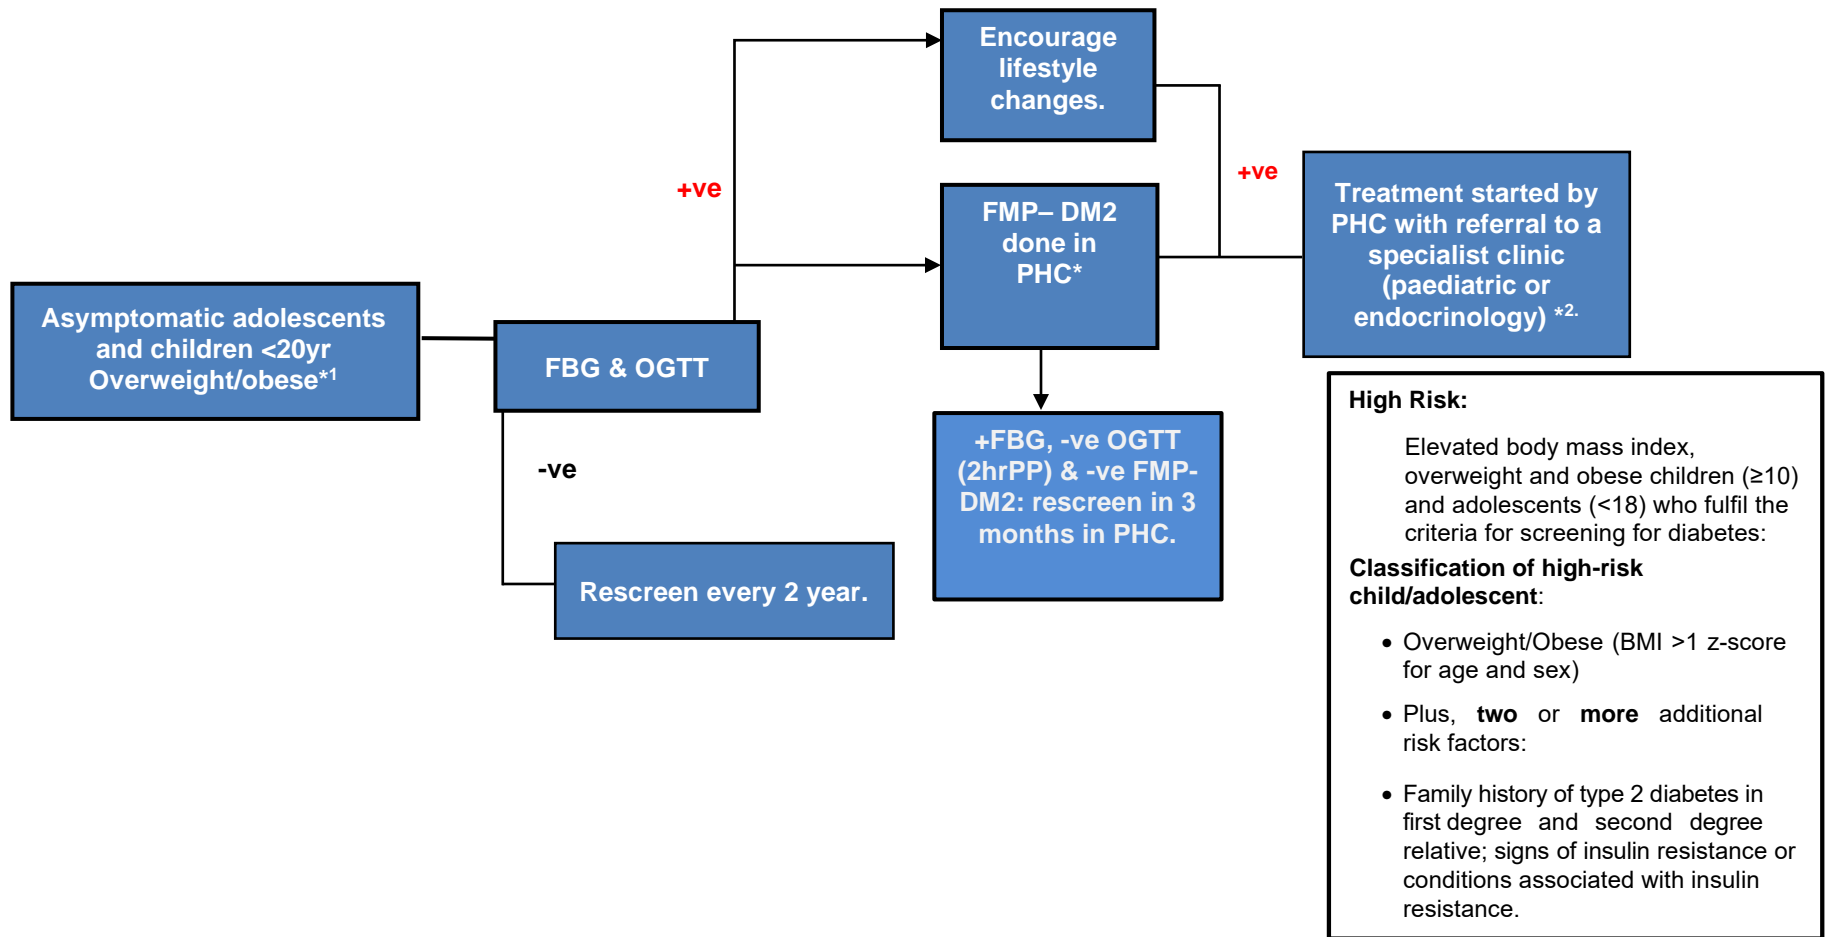 Encourage
lifestyle
changes.
+ve
+ve
FMP– DM2
done in
PHC*
Treatment started by
PHC with referral to a
specialist clinic
(paediatric or
endocrinology) *2.
Asymptomatic adolescents
and children <20yr
Overweight/obese*1
FBG & OGTT
-ve
+FBG, -ve OGTT
(2hrPP) & -ve FMP-
DM2: rescreen in 3
months in PHC.
Rescreen every 2 year.
High Risk:
Elevated body mass index,
overweight and obese children (≥10)
and adolescents (<18) who fulfil the
criteria for screening for diabetes:
Classification of high-risk
child/adolescent:
• Overweight/Obese (BMI >1 z-score
for age and sex)
• Plus, two or more additional
risk factors:
• Family history of type 2 diabetes in
first degree and second degree
relative; signs of insulin resistance or
conditions associated with insulin
resistance.